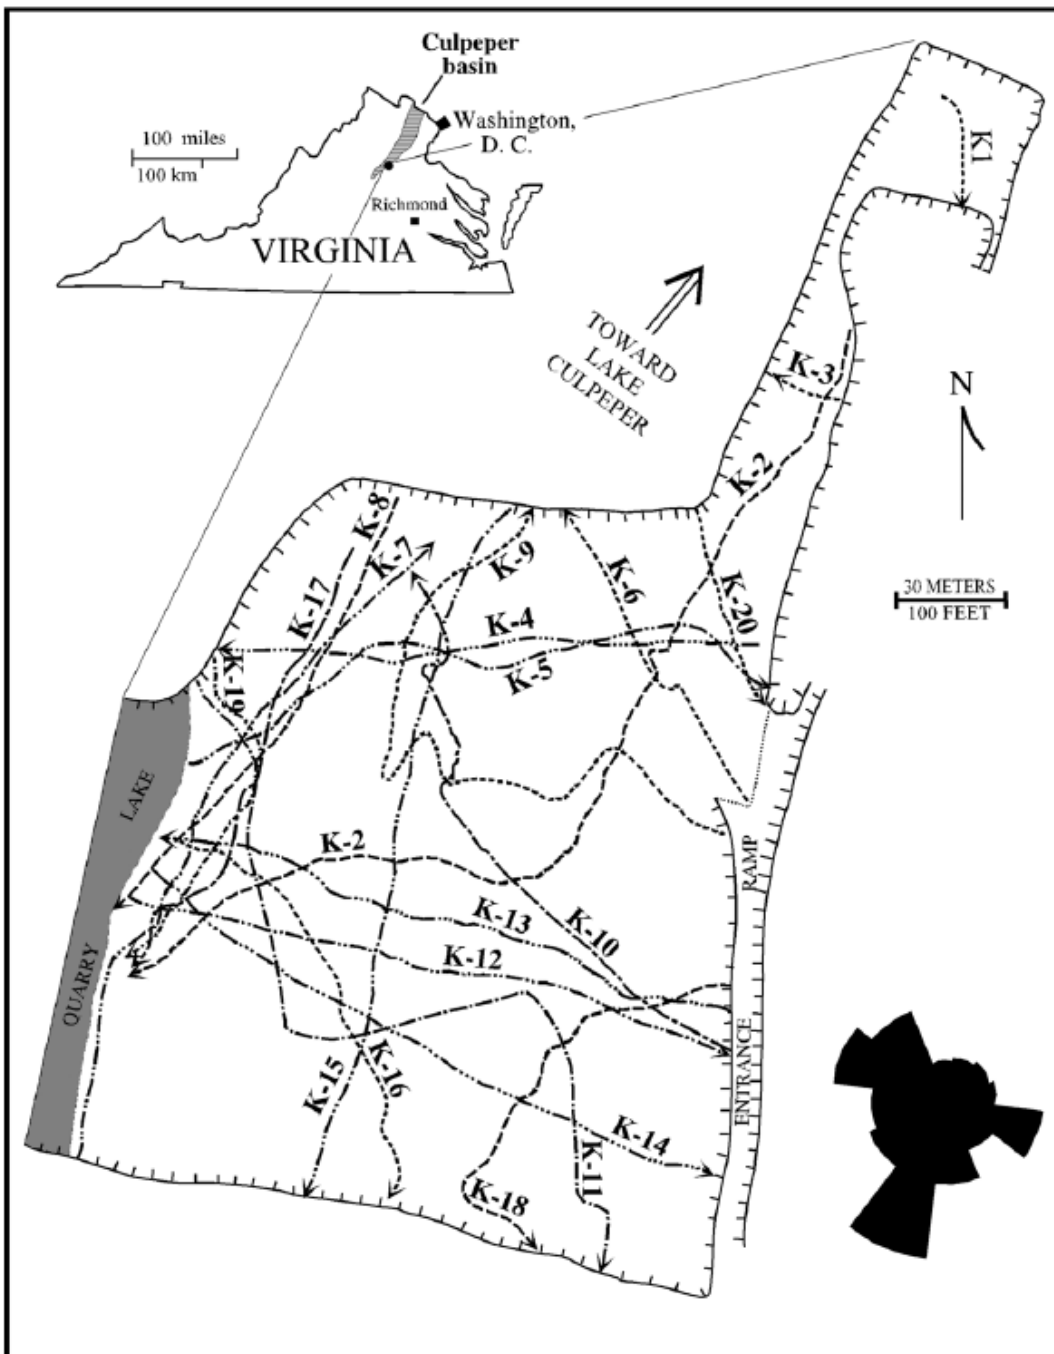 Culpeper
basin
Washington,
D. C.
100 miles
100 km
Richmond
VIRGINIA
K1
TOWARD
LAKE
CULPEPER
K-3
N
K-2
K-8
K-7
K-9
K-17
K-6
30 METERS
100 FEET
K-20
K-4
K-5
K-19
LAKE
K-2
RAMP
K-13
K-10
K-12
QUARRY
ENTRANCE
K-15
K-16
K-14
K-11
K-18